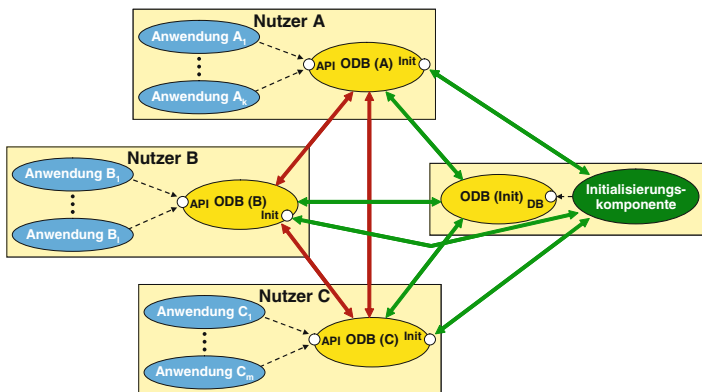 Nutzer A
Anwendung A1
Anwendung Ak
API ODB (A) Init
Nutzer B
Anwendung B1
Anwendung Bl
API ODB (B)
Init
ODB (Init) DB
Initialisierungs-
komponente
Nutzer C
Anwendung C1
Anwendung Cm
API ODB (C) Init